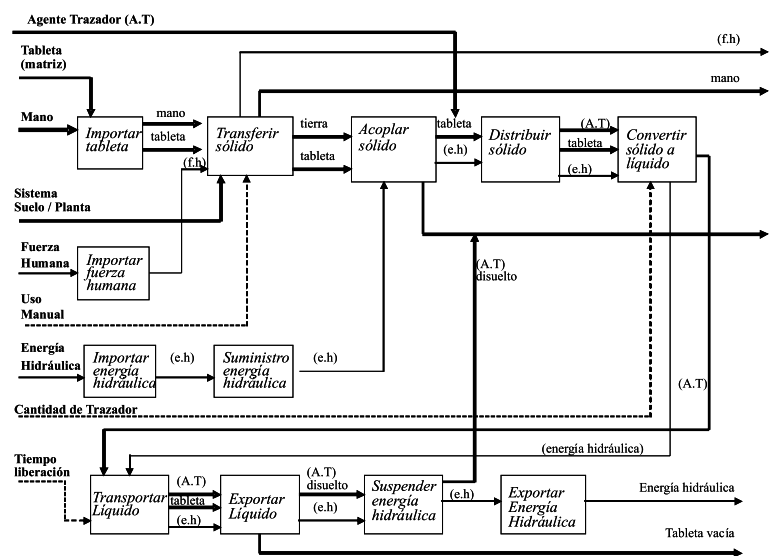 Agente Trazador (A.T)
Tableta
(matriz)
(f.h)
mano
Mano
Importar
tableta
mano
tableta
(f.h)
Transferir
sólido
tierra
tableta
Acoplar
sólido
tableta
(e.h)
Distribuir
sólido
(A.T)
tableta
(e.h)
Convertir
sólido a
líquido
Sistema
Suelo / Planta
Fuerza
Humana
Importar
fuerza
humana
(A.T)
disuelto
Uso
Manual
Energía
Hidráulica
Importar
energía
hidráulica
(e.h)
Suministro
energía
hidráulica
(e.h)
(A.T)
Cantidad de Trazador
(energía hidráulica)
Tiempo
liberación
Transportar
Líquido
(A.T)
tableta
(e.h)
Exportar
Líquido
(A.T)
disuelto
(e.h)
Suspender
energía
hidráulica
(e.h)
Exportar
Energía
Hidráulica
Energía hidráulica
Tableta vacía